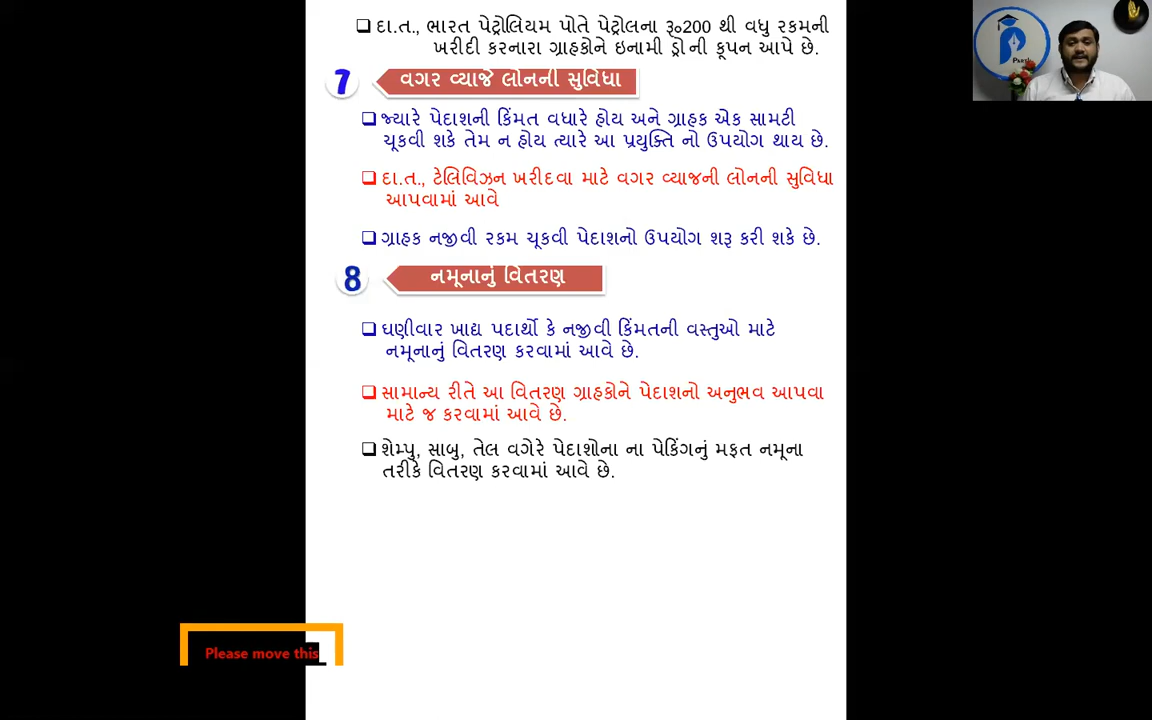 ❑ દા.ત., ભારત પેટ્રોલિયમ પોતે પેટ્રોલના રૂ૦200 થી વધુ રકમની
ખરીદી કરનારા ગ્રાહકોને ઇનામી ડ્રો ની કૂપન આપે છે.
7 વગર વ્યાજે લોનની સુવિધા
❑ જ્યારે પેદાશની કિંમત વધારે હોય અને ગ્રાહક એક સામટી
ચૂકવી શકે તેમ ન હોય ત્યારે આ પ્રયુક્તિ નો ઉપયોગ થાય છે.
❑ દા.ત., ટેલિવિઝન ખરીદવા માટે વગર વ્યાજની લોનની સુવિધા
આપવામાં આવે
❑ ગ્રાહક નજીવી રકમ ચૂકવી પેદાશનો ઉપયોગ શરૂ કરી શકે છે.
8 નમૂનાનું વિતરણ
❑ ઘણીવાર ખાદ્ય પદાર્થો કે નજીવી કિંમતની વસ્તુઓ માટે
નમૂનાનું વિતરણ કરવામાં આવે છે.
❑ સામાન્ય રીતે આ વિતરણ ગ્રાહકોને પેદાશનો અનુભવ આપવા
માટે જ કરવામાં આવે છે.
❑ શેમ્પુ, સાબુ, તેલ વગેરે પેદાશોના ના પેકિંગનું મફત નમૂના
તરીકે વિતરણ કરવામાં આવે છે.
Please move this